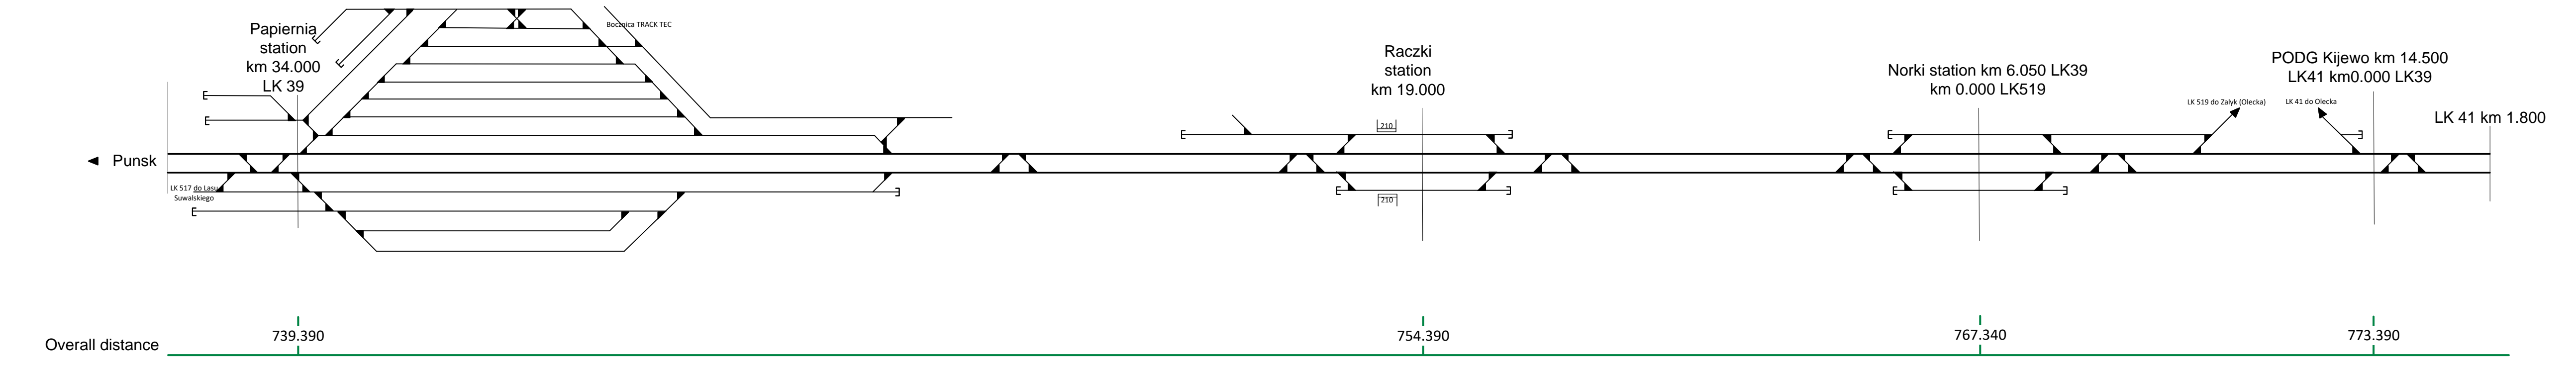 Papiernia
station
km 34.000
LK 39
Bocznica TRACK TEC
Raczki
station
km 19.000
Norki station km 6.050 LK39
km 0.000 LK519
PODG Kijewo km 14.500
LK41 km0.000 LK39
LK 519 do Zalyk (Olecka)
LK 41 do Olecka
LK 41 km 1.800
210
Punsk
LK 517 do Lasu
Suwalskiego
210
Overall distance
739.390
754.390
767.340
773.390